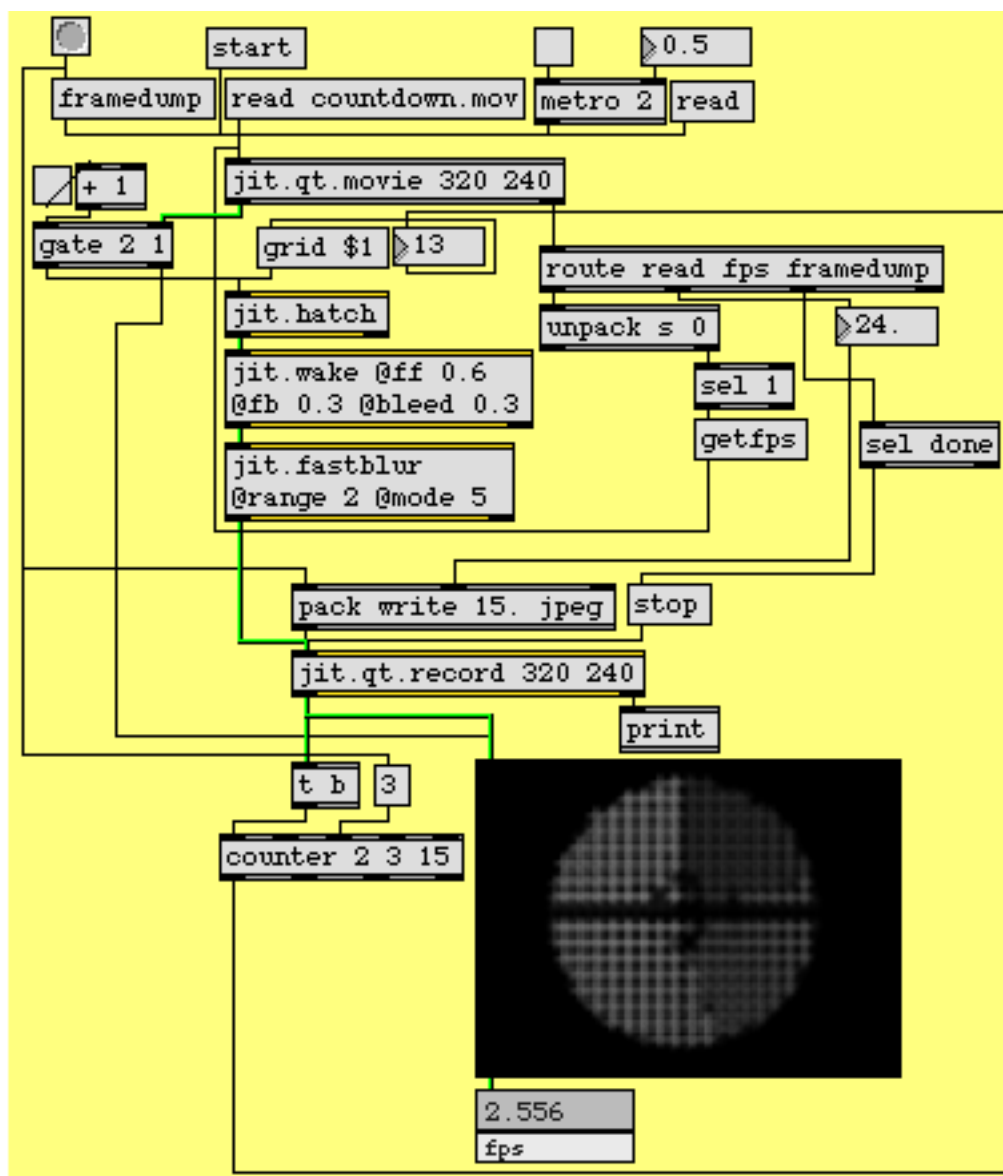 start
0.5
framedump
read countdown.mov
metro 2
read
+ 1
jit.qt.movie 320 240
gate 2 1
grid $1
13
route read fps framedump
jit.hatch
unpack s 0
24.
jit.wake @ff 0.6
@fb 0.3 @bleed 0.3
sel 1
getfps
sel done
jit.fastblur
@range 2 @mode 5
pack write 15. jpeg
stop
jit.qt.record 320 240
print
t b
3
counter 2 3 15
2.556
fps